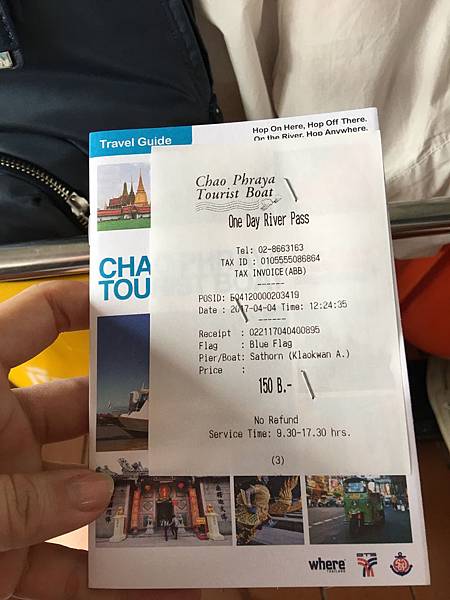 Travel Guide
Hop On Here, Hop Off There.
On the River. Hop Anywhere.
Chao Phraya
Tourist Boat
One Day River Pass
Tel: 02-8663163
TAX ID : 0105555086864
TAX INVOICE(ABB)
------
POSID: E04120000203419
Date : 2017-04-04 Time: 12:24:35
------
Receipt : 022117040400895
Flag : Blue Flag
Pier/Boat: Sathorn (Klaokwan A.)
Price :
150 B.-
No Refund
Service Time: 9.30-17.30 hrs.
(3)
CHA
TOU
where
THAILAND